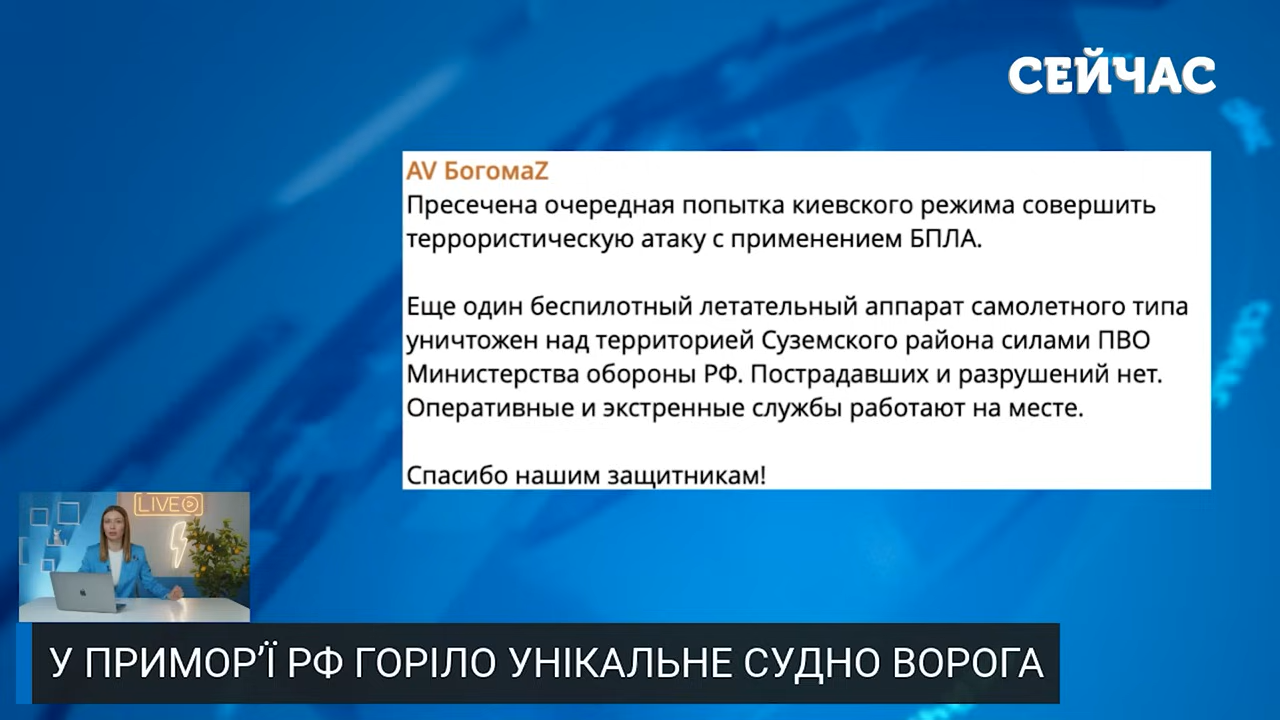 СЕЙЧАС
AV БогомаZ
Пресечена очередная попытка киевского режима совершить
террористическую атаку с применением БПЛА.
Еще один беспилотный летательный аппарат самолетного типа
уничтожен над территорией Суземского района силами ПВО
Министерства обороны РФ. Пострадавших и разрушений нет.
Оперативные и экстренные службы работают на месте.
Спасибо нашим защитникам!
LIVE
У ПРИМОР’Ї РФ ГОРІЛО УНІКАЛЬНЕ СУДНО ВОРОГА